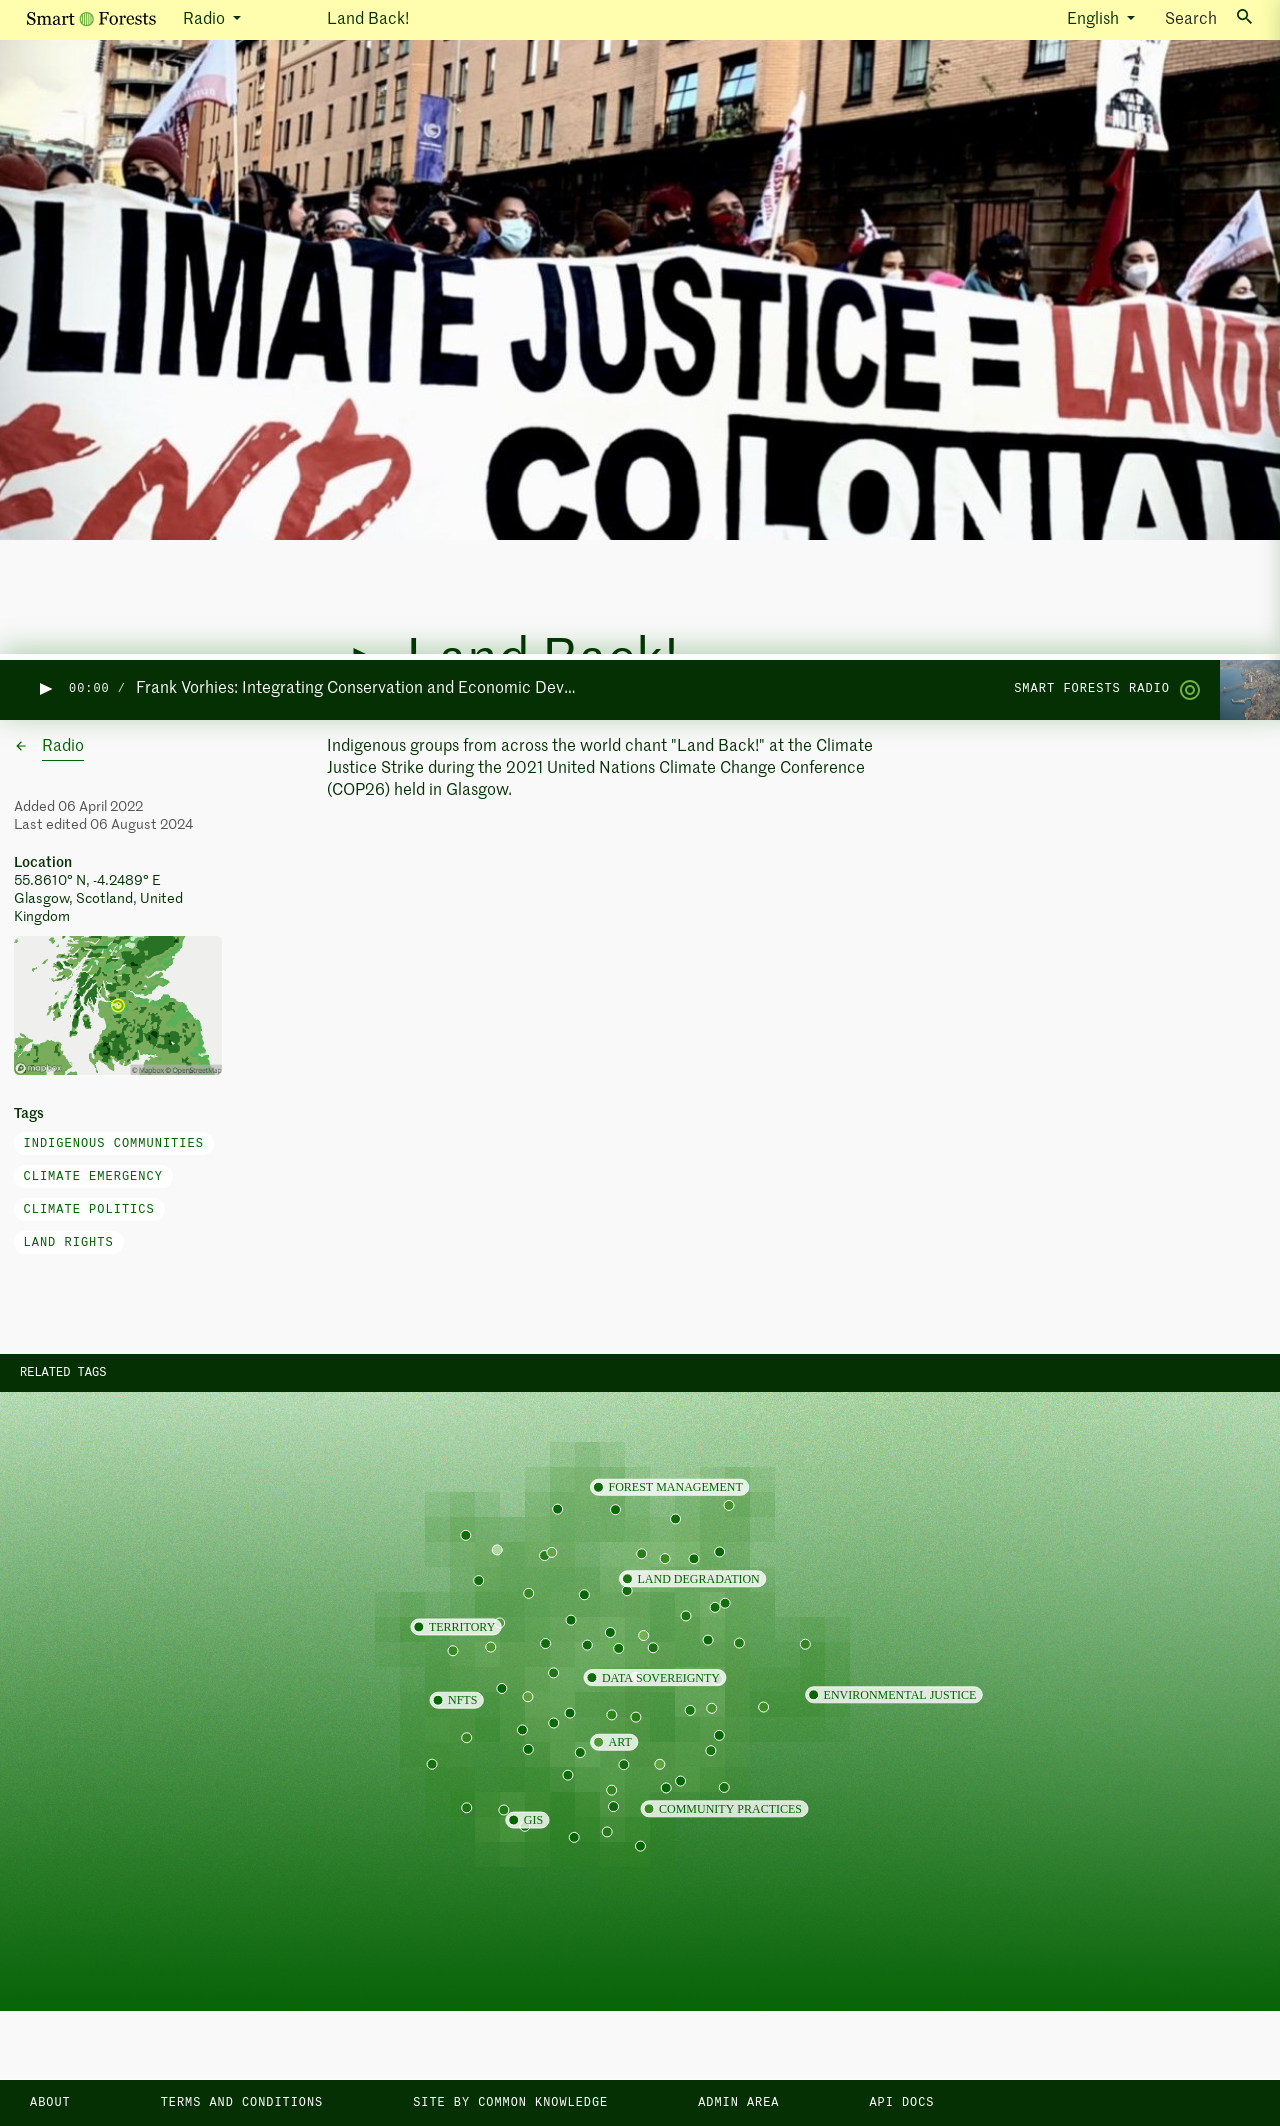 Smart Forests
Radio
Land Back!
English
Search
NO LIFE
CLIMATE JUSTICE = LAND
END COLONIAL
Land Back!
00:00 /
Frank Vorhies: Integrating Conservation and Economic Dev...
SMART FORESTS RADIO
Radio
Added 06 April 2022
Last edited 06 August 2024
Location
55.8610° N, -4.2489° E
Glasgow, Scotland, United
Kingdom
mapbox
© Mapbox © OpenStreetMap
Tags
INDIGENOUS COMMUNITIES
CLIMATE EMERGENCY
CLIMATE POLITICS
LAND RIGHTS
Indigenous groups from across the world chant "Land Back!" at the Climate
Justice Strike during the 2021 United Nations Climate Change Conference
(COP26) held in Glasgow.
RELATED TAGS
FOREST MANAGEMENT
LAND DEGRADATION
TERRITORY
DATA SOVEREIGNTY
ENVIRONMENTAL JUSTICE
NFTS
ART
COMMUNITY PRACTICES
GIS
ABOUT
TERMS AND CONDITIONS
SITE BY COMMON KNOWLEDGE
ADMIN AREA
API DOCS